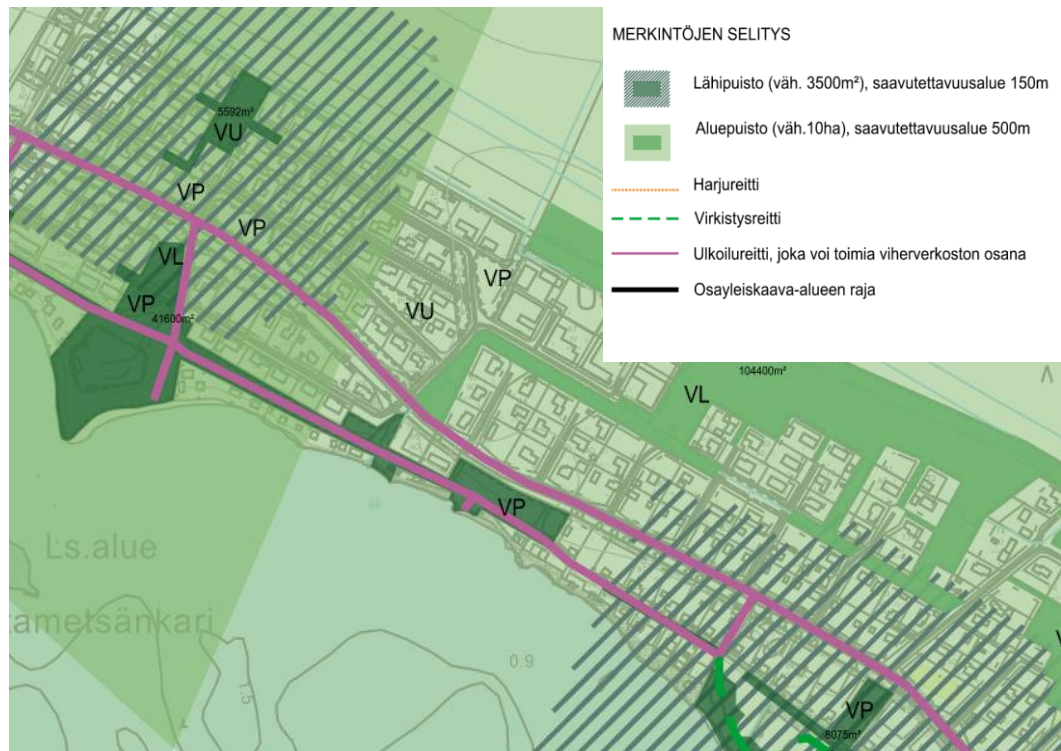 MERKINTÖJEN SELITYS
Lähipuisto (väh. 3500m²), saavutettavuusalue 150m
Aluepuisto (väh.10ha), saavutettavuusalue 500m
Harjureitti
Virkistysreitti
Ulkoilureitti, joka voi toimia viherverkoston osana
Osayleiskaava-alueen raja
5592m²
VU
VP
VP
VL
VP
41600m²
VP
VU
VL
104400m²
VP
Ls.alue
tametsänkari
0.9
1.5
VP
8075m²